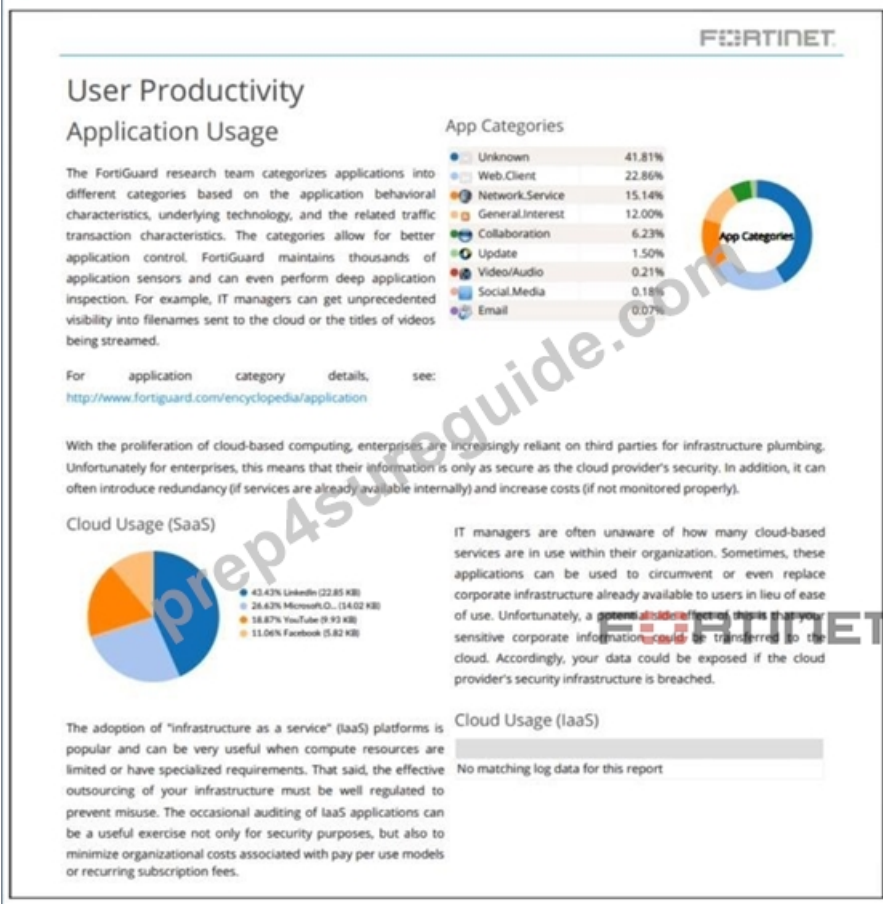 FORTINET
User Productivity
Application Usage
The FortiGuard research team categorizes applications into
different categories based on the application behavioral
characteristics, underlying technology, and the related traffic
transaction characteristics. The categories allow for better
application control. FortiGuard maintains thousands of
application sensors and can even perform deep application
inspection. For example, IT managers can get unprecedented
visibility into filenames sent to the cloud or the titles of videos
being streamed.
For application category details, see:
http://www.fortiguard.com/encyclopedia/application
App Categories
Unknown 41.81%
Web.Client 22.86%
Network.Service 15.14%
General.Interest 12.00%
Collaboration 6.23%
Update 1.50%
Video/Audio 0.21%
Social.Media 0.18%
Email 0.07%
App Categories
With the proliferation of cloud-based computing, enterprises are increasingly reliant on third parties for infrastructure plumbing.
Unfortunately for enterprises, this means that their information is only as secure as the cloud provider's security. In addition, it can
often introduce redundancy (if services are already available internally) and increase costs (if not monitored properly).
Cloud Usage (SaaS)
43.43% LinkedIn (22.85 KB)
26.63% Microsoft.O... (14.02 KB)
18.87% YouTube (9.93 KB)
11.06% Facebook (5.82 KB)
IT managers are often unaware of how many cloud-based
services are in use within their organization. Sometimes, these
applications can be used to circumvent or even replace
corporate infrastructure already available to users in lieu of ease
of use. Unfortunately, a potential side effect of this is that your
sensitive corporate information could be transferred to the
cloud. Accordingly, your data could be exposed if the cloud
provider's security infrastructure is breached.
FORTINET
The adoption of "infrastructure as a service" (IaaS) platforms is
popular and can be very useful when compute resources are
limited or have specialized requirements. That said, the effective
outsourcing of your infrastructure must be well regulated to
prevent misuse. The occasional auditing of IaaS applications can
be a useful exercise not only for security purposes, but also to
minimize organizational costs associated with pay per use models
or recurring subscription fees.
Cloud Usage (IaaS)
No matching log data for this report
prep4sureguide.com